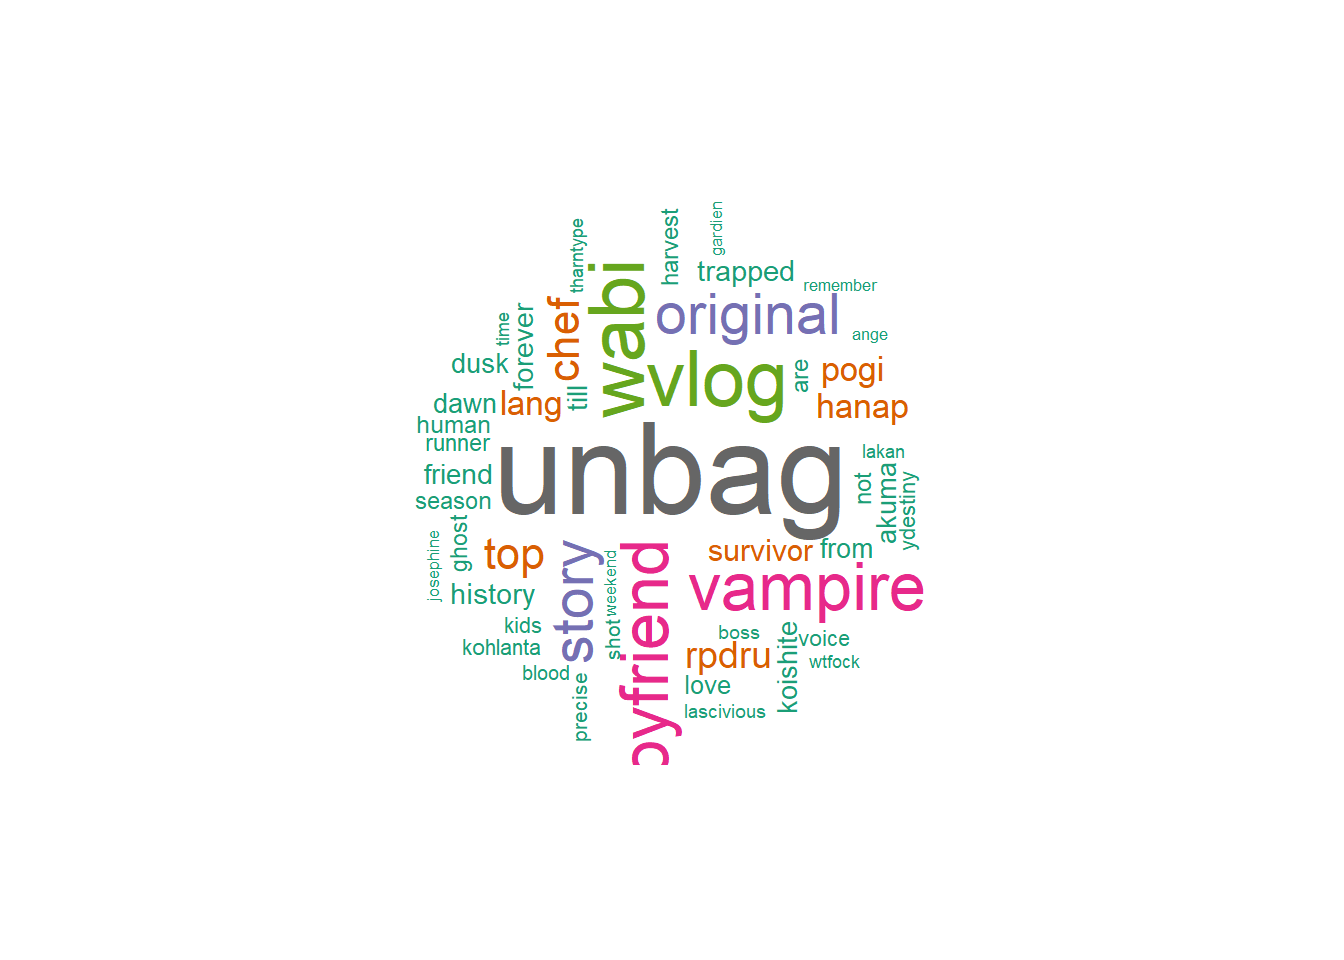 gardien
harvest
tharntype
trapped
remember
wabi
original
chef
forever
time
ange
vlog
dusk
are
pogi
till
lang
hanap
dawn
human
runner
unbag
lakan
friend
not
akuma
ydestiny
season
ghost
josephine
top
survivor
from
story
weekend
vampire
history
oyfriend
shot
kids
boss
voice
koishite
kohlanta
rpdru
wtfock
blood
love
precise
lascivious